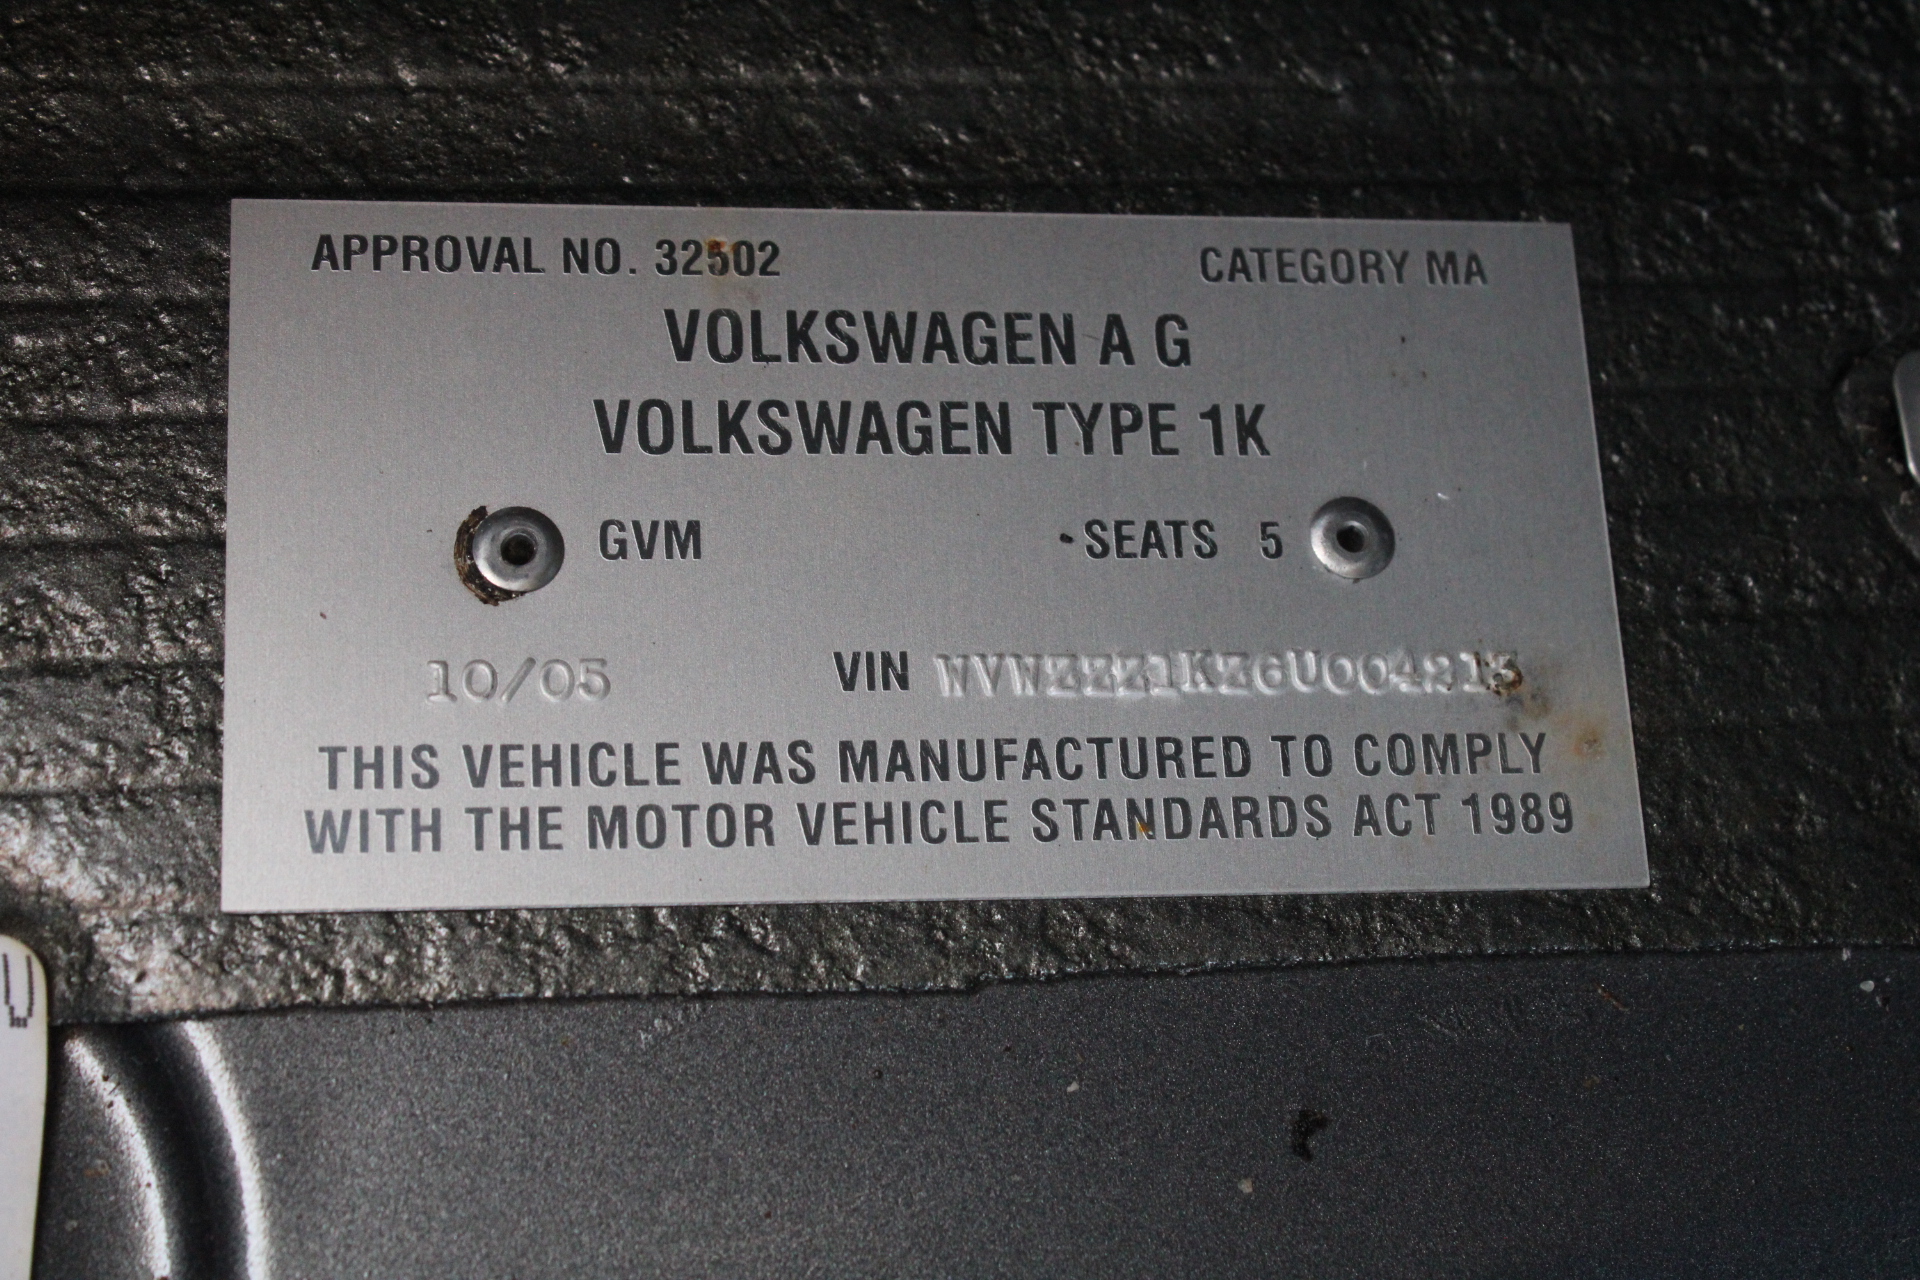 APPROVAL NO. 32502 CATEGORY MA
VOLKSWAGEN A G
VOLKSWAGEN TYPE 1K
GVM SEATS 5
10/05 VIN WVWZZZ1KZ6U004213
THIS VEHICLE WAS MANUFACTURED TO COMPLY
WITH THE MOTOR VEHICLE STANDARDS ACT 1989